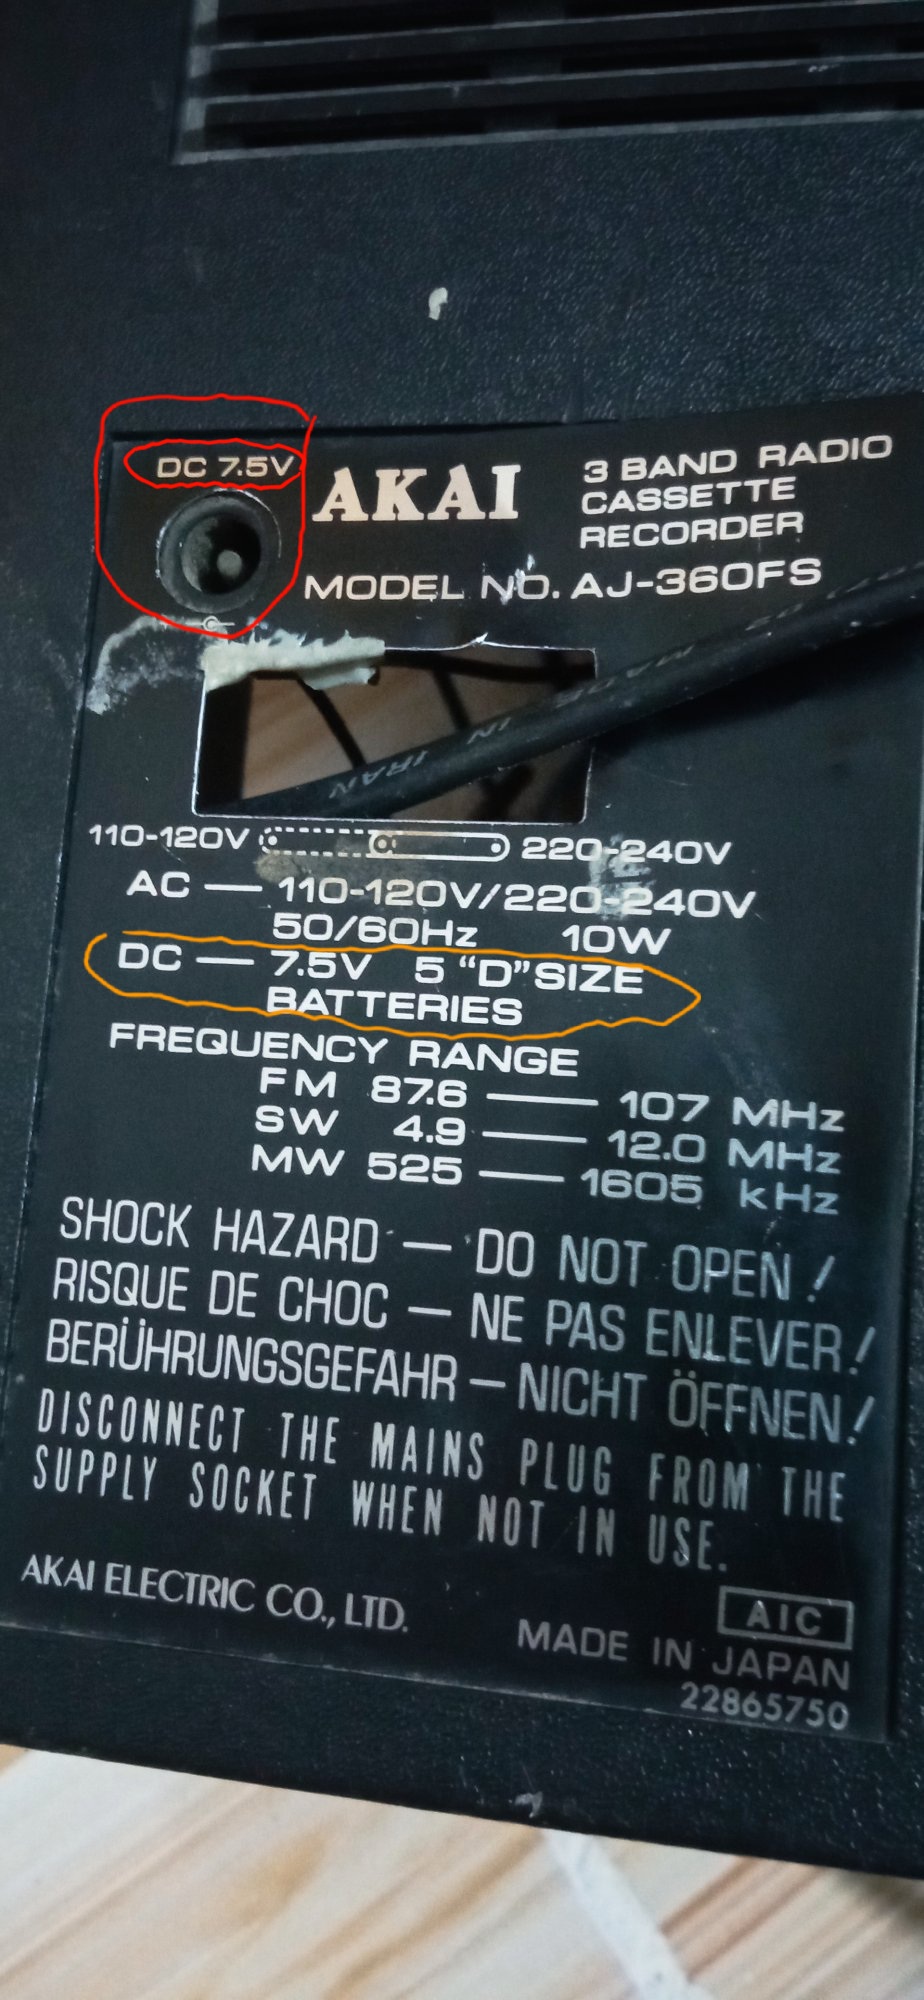 DC 7.5V
AKAI
3 BAND RADIO
CASSETTE
RECORDER
MODEL NO. AJ-360FS
MADE IN IRAN
110-120V 220-240V
AC — 110-120V/220-240V
50/60Hz 10W
DC — 7.5V 5 “D” SIZE
BATTERIES
FREQUENCY RANGE
FM 87.6 — 107 MHz
SW 4.9 — 12.0 MHz
MW 525 — 1605 kHz
SHOCK HAZARD — DO NOT OPEN!
RISQUE DE CHOC — NE PAS ENLEVER!
BERÜHRUNGSGEFAHR — NICHT ÖFFNEN!
DISCONNECT THE MAINS PLUG FROM THE
SUPPLY SOCKET WHEN NOT IN USE.
AKAI ELECTRIC CO., LTD.
AIC
MADE IN JAPAN
22865750